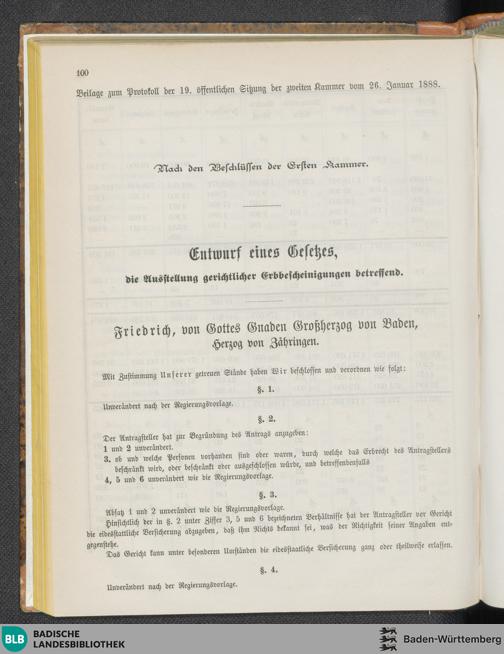 100
Beilage zum Protokoll der 19. öffentlichen Sitzung der zweiten Kammer vom 26. Januar 1888.
Nach den Beschlüssen der Ersten Kammer.
Entwurf eines Gesetzes,
die Ausstellung gerichtlicher Erbbescheinigungen betreffend.
Friedrich, von Gottes Gnaden Großherzog von Baden,
Herzog von Zähringen.
Mit Zustimmung Unserer getreuen Stände haben Wir beschlossen und verordnen wie folgt:
§. 1.
Unverändert nach der Regierungsvorlage.
§. 2.
Der Antragsteller hat zur Begründung des Antrags anzugeben:
1 und 2 unverändert.
3. ob und welche Personen vorhanden sind oder waren, durch welche das Erbrecht des Antragstellers
beschränkt wird, oder beschränkt oder ausgeschlossen würde, und betreffendenfalls
4, 5 und 6 unverändert wie die Regierungsvorlage.
§. 3.
Absatz 1 und 2 unverändert wie die Regierungsvorlage.
Hinsichtlich der in §. 2 unter Ziffer 3, 5 und 6 bezeichneten Verhältnisse hat der Antragsteller vor Gericht
die eidesstattliche Versicherung abzugeben, daß ihm Nichts bekannt sei, was der Richtigkeit seiner Angaben ent-
gegenstehe.
Das Gericht kann unter besonderen Umständen die eidesstattliche Versicherung ganz oder theilweise erlassen.
§. 4.
Unverändert nach der Regierungsvorlage.
BLB BADISCHE
LANDESBIBLIOTHEK
Baden-Württemberg